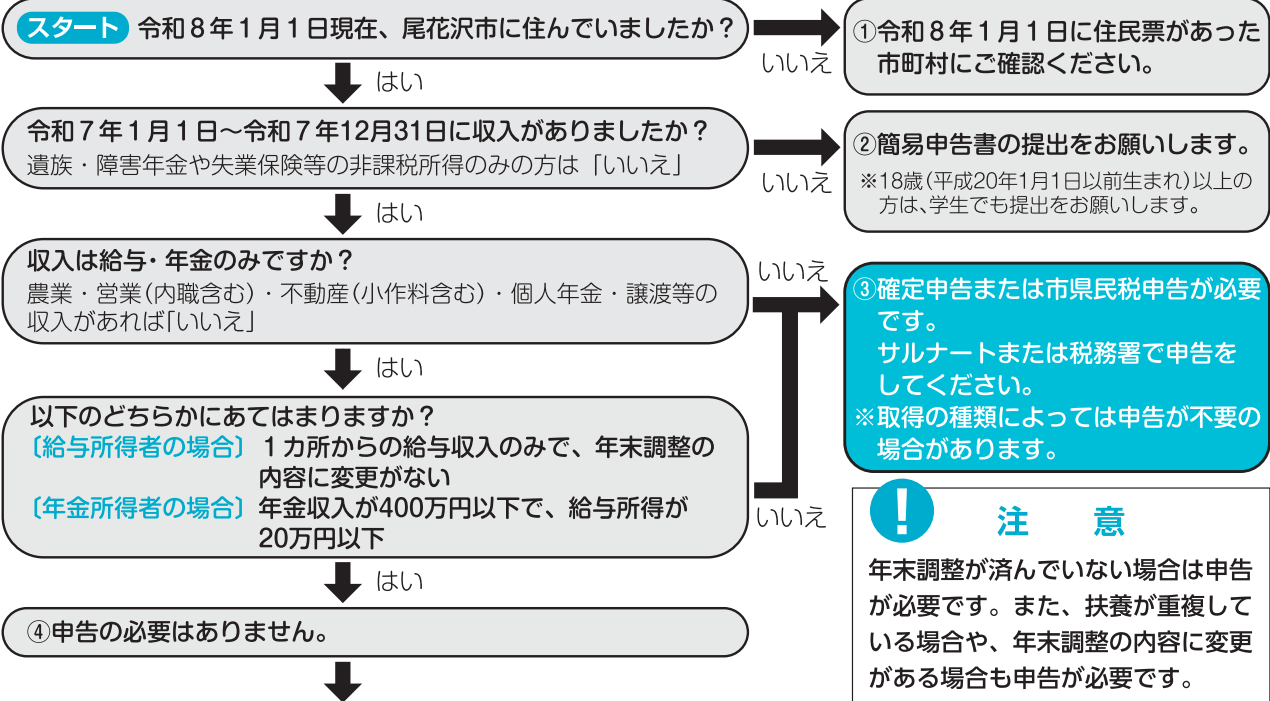 スタート 令和８年１月１日現在、尾花沢市に住んでいましたか？
いいえ
①令和８年１月１日に住民票があった
市町村にご確認ください。
はい
令和７年１月１日～令和７年12月31日に収入がありましたか？
遺族・障害年金や失業保険等の非課税所得のみの方は「いいえ」
いいえ
②簡易申告書の提出をお願いします。
※18歳（平成20年1月1日以前生まれ）以上の
方は、学生でも提出をお願いします。
はい
収入は給与・年金のみですか？
農業・営業（内職含む）・不動産（小作料含む）・個人年金・譲渡等の
収入があれば「いいえ」
いいえ
③確定申告または市県民税申告が必要
です。
サルナートまたは税務署で申告を
してください。
※取得の種類によっては申告が不要の
場合があります。
はい
以下のどちらかにあてはまりますか？
〔給与所得者の場合〕１カ所からの給与収入のみで、年末調整の
内容に変更がない
〔年金所得者の場合〕年金収入が400万円以下で、給与所得が
20万円以下
いいえ
はい
④申告の必要はありません。
! 注 意
年末調整が済んでいない場合は申告
が必要です。また、扶養が重複して
いる場合や、年末調整の内容に変更
がある場合も申告が必要です。